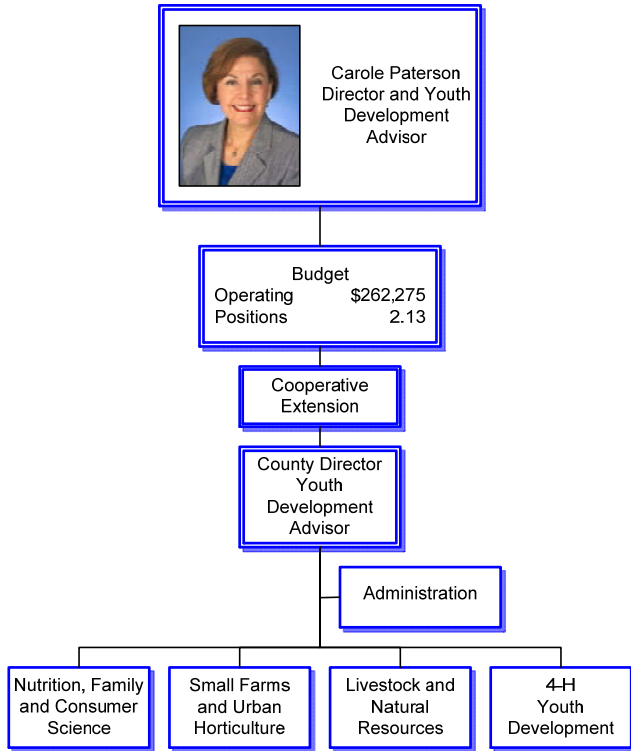 Carole Paterson
Director and Youth
Development
Advisor
Budget
Operating $262,275
Positions 2.13
Cooperative
Extension
County Director
Youth
Development
Advisor
Administration
Nutrition, Family
and Consumer
Science
Small Farms
and Urban
Horticulture
Livestock and
Natural
Resources
4-H
Youth
Development